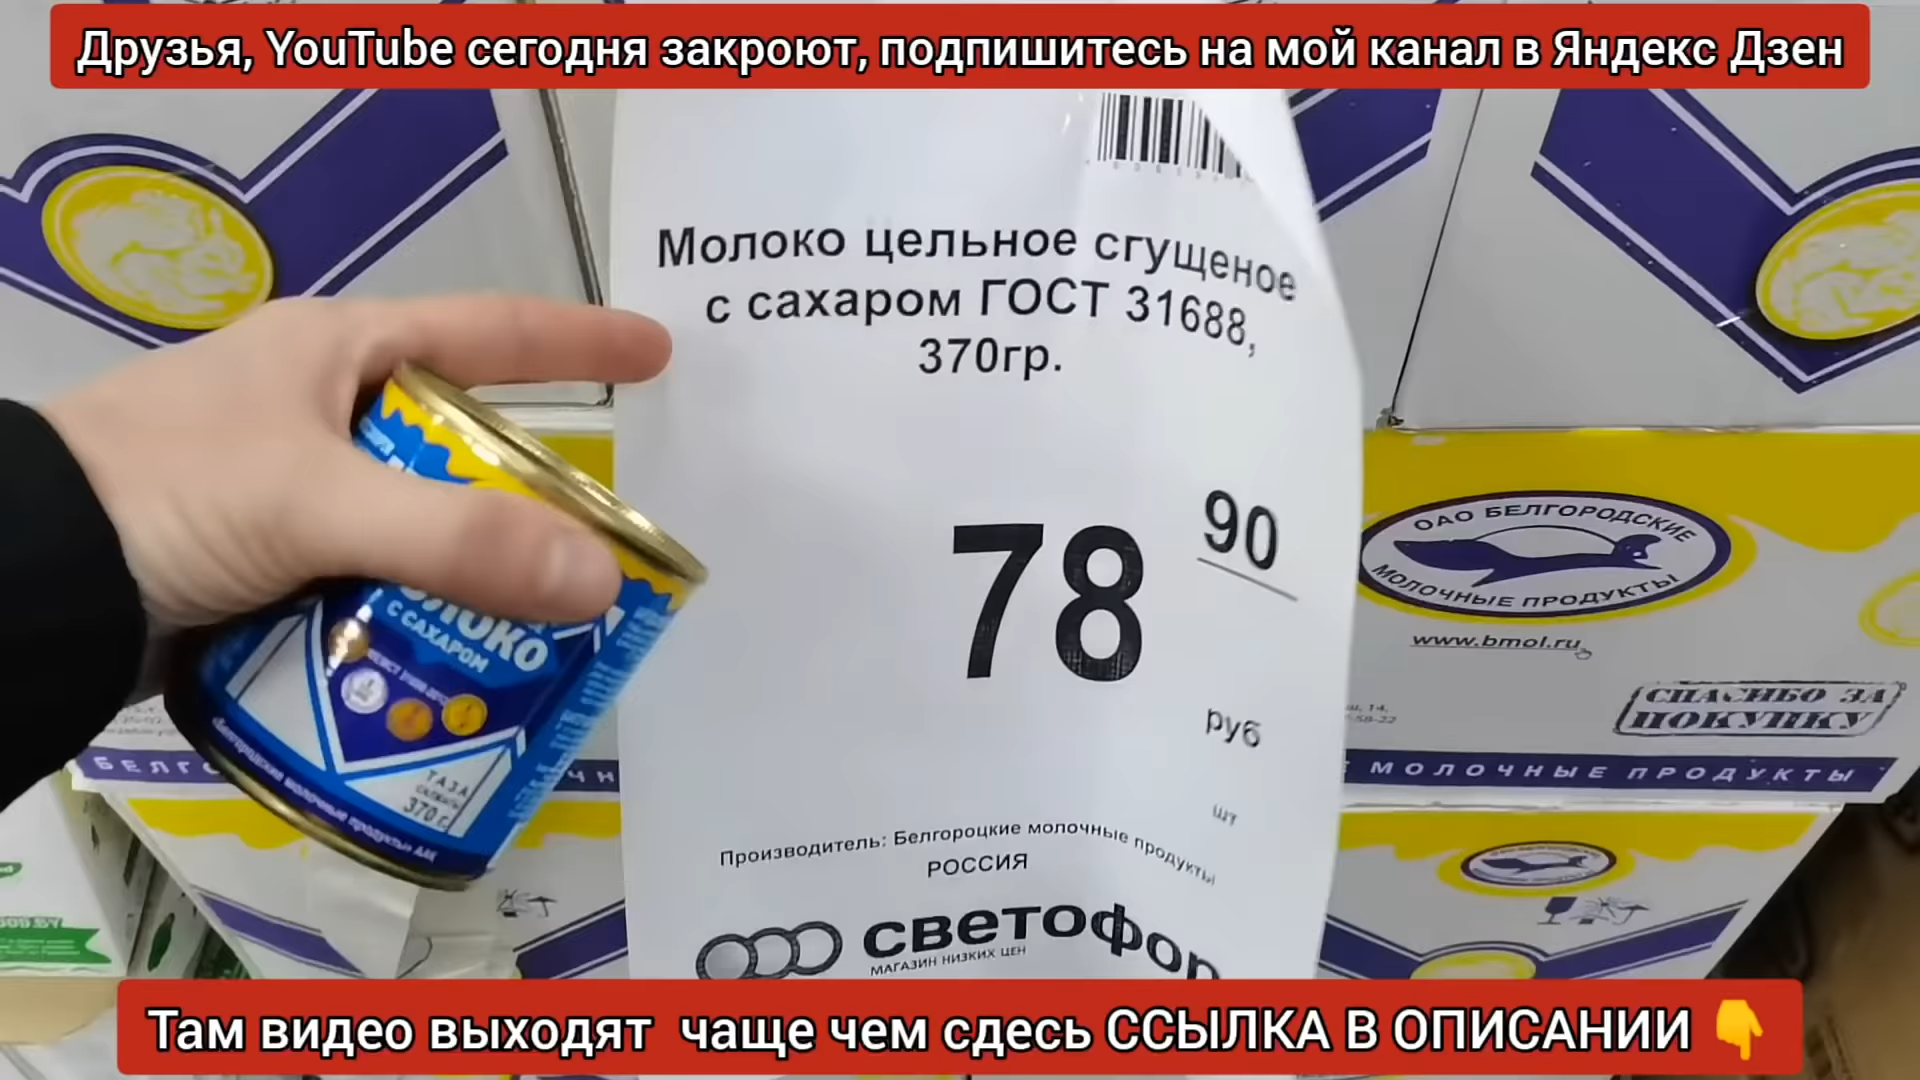 Друзья, YouTube сегодня закроют, подпишитесь на мой канал в Яндекс Дзен
Молоко цельное сгущеное
с сахаром ГОСТ 31688,
370гр.
78
90
руб
шт
Производитель: Белгороцкие молочные продукты
РОССИЯ
светофор
МАГАЗИН НИЗКИХ ЦЕН
С САХАРОМ
370 г.
ОАО БЕЛГОРОДСКИЕ
МОЛОЧНЫЕ ПРОДУКТЫ
www.bmol.ru
СПАСИБО ЗА
ПОКУПКУ
МОЛОЧНЫЕ ПРОДУКТЫ
Там видео выходят чаще чем сдесь ССЫЛКА В ОПИСАНИИ 👇